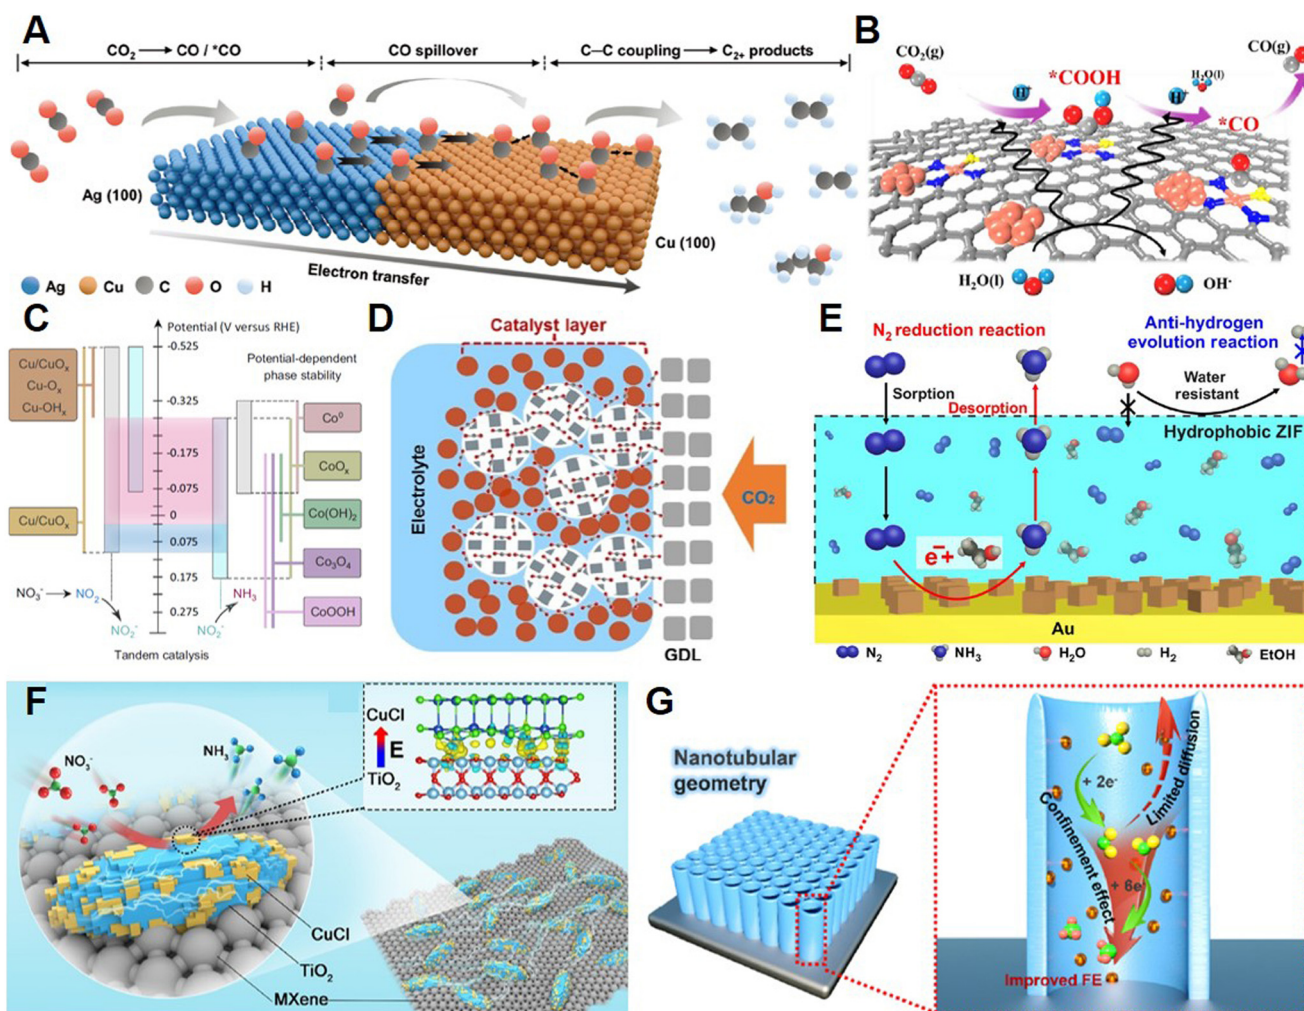 A
CO₂ → CO / *CO
CO spillover
C–C coupling → C₂₊ products
Ag (100)
Cu (100)
Electron transfer
Ag
Cu
C
O
H
B
CO₂(g)
*COOH
CO(g)
H⁺
H₂O(l)
H⁺
*CO
H₂O(l)
OH⁻
C
Potential (V versus RHE)
Potential-dependent
phase stability
-0.525
-0.325
-0.175
-0.075
0
0.075
0.175
0.275
Cu/CuOₓ
Cu-Oₓ
Cu-OHₓ
Cu/CuOₓ
Co⁰
CoOₓ
Co(OH)₂
Co₃O₄
CoOOH
NO₃⁻
NO₂⁻
NO₂⁻
NH₃
NO₂⁻
Tandem catalysis
D
Catalyst layer
Electrolyte
CO₂
GDL
E
N₂ reduction reaction
Anti-hydrogen
evolution reaction
Sorption
Desorption
Water
resistant
Hydrophobic ZIF
e⁻
+
Au
N₂
NH₃
H₂O
H₂
EtOH
F
NO₃⁻
NH₃
CuCl
E
TiO₂
CuCl
TiO₂
MXene
G
Nanotubular
geometry
+ 2e⁻
Limited diffusion
Confinement effect
+ 6e⁻
Improved FE